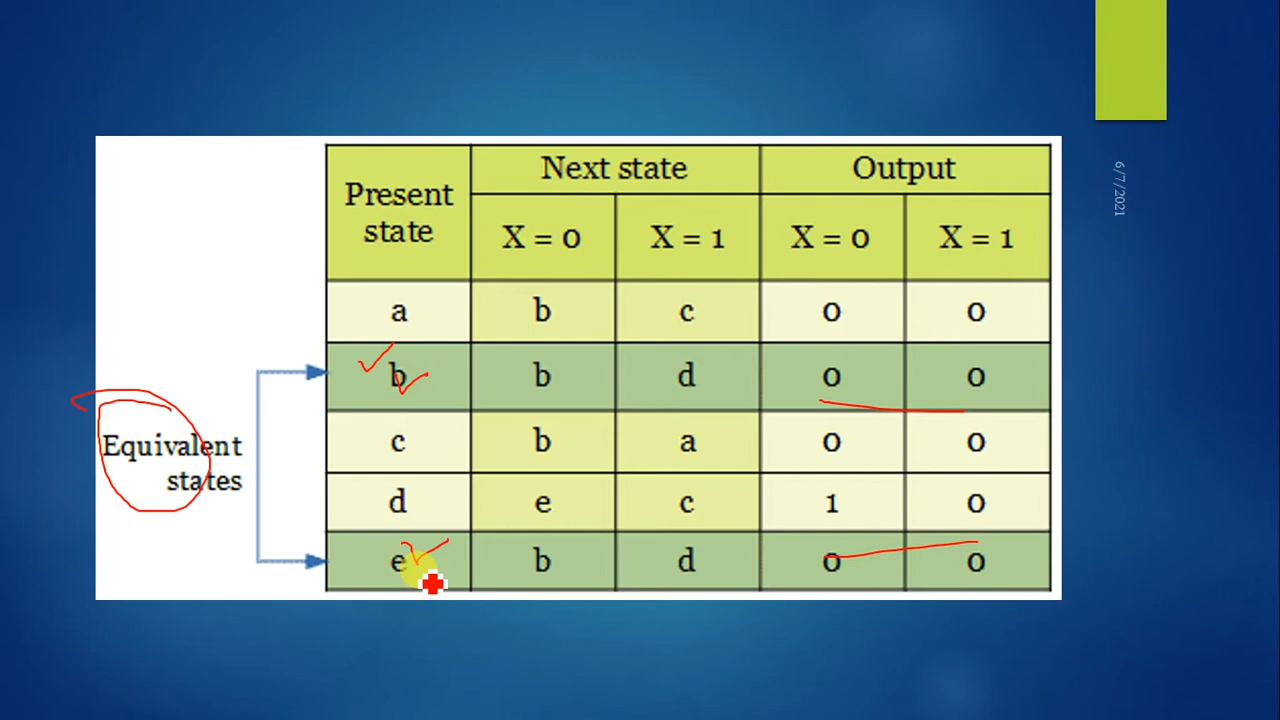 6/7/2021
Present state
Next state
Output
X = 0
X = 1
X = 0
X = 1
a b c 0 0
b b d 0 0
c b a 0 0
d e c 1 0
e b d 0 0
Equivalent
states